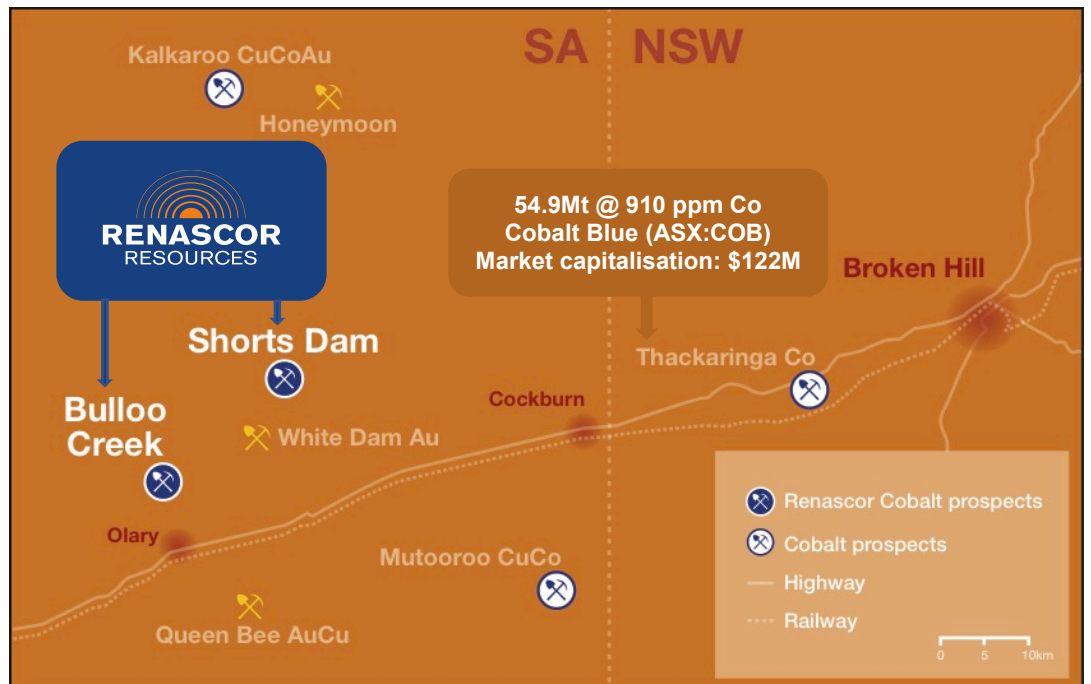 SA
NSW
Kalkaroo CuCoAu
Honeymoon
RENASCOR
RESOURCES
54.9Mt @ 910 ppm Co
Cobalt Blue (ASX:COB)
Market capitalisation: $122M
Broken Hill
Shorts Dam
Thackaringa Co
Bulloo
Creek
Cockburn
White Dam Au
Olary
Mutooroo CuCo
Queen Bee AuCu
Renascor Cobalt prospects
Cobalt prospects
Highway
Railway
0 5 10km